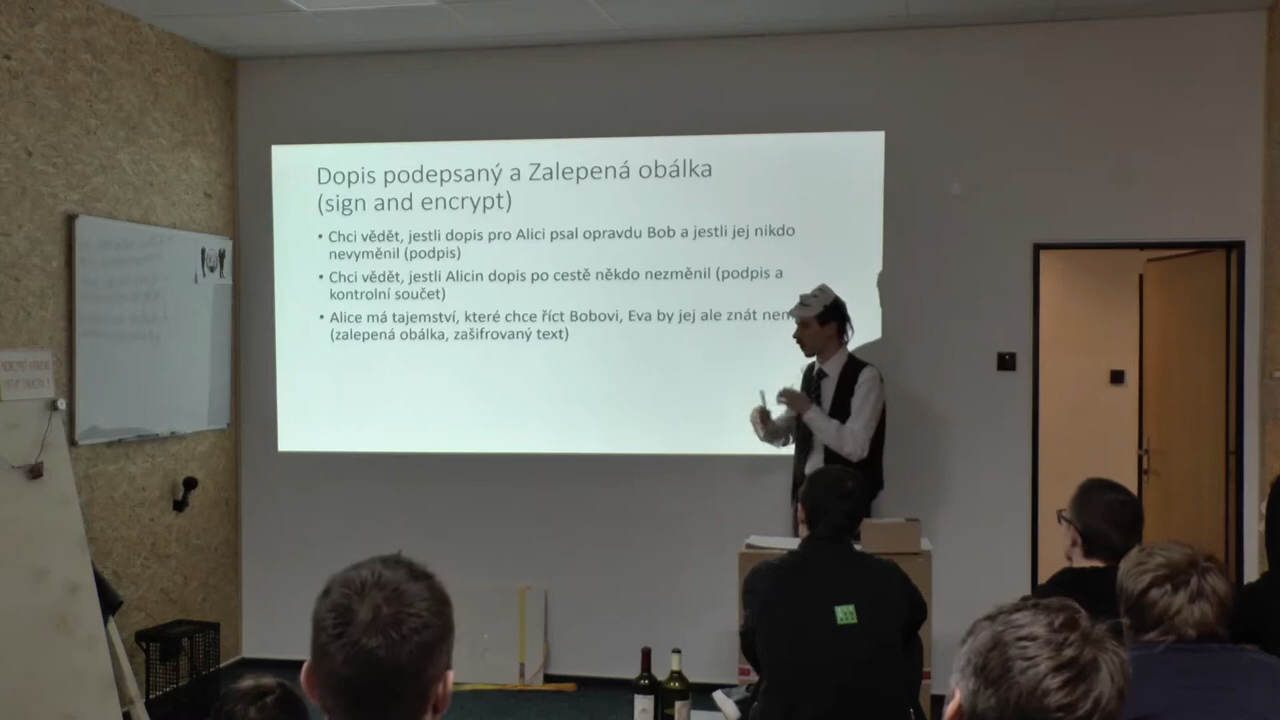 Dopis podepsaný a Zalepená obálka
(sign and encrypt)
• Chci vědět, jestli dopis pro Alici psal opravdu Bob a jestli jej nikdo
nevyměnil (podpis)
• Chci vědět, jestli Alicin dopis po cestě někdo nezměnil (podpis a
kontrolní součet)
• Alice má tajemství, které chce říct Bobovi, Eva by jej ale znát
(zalepená obálka, zašifrovaný text)